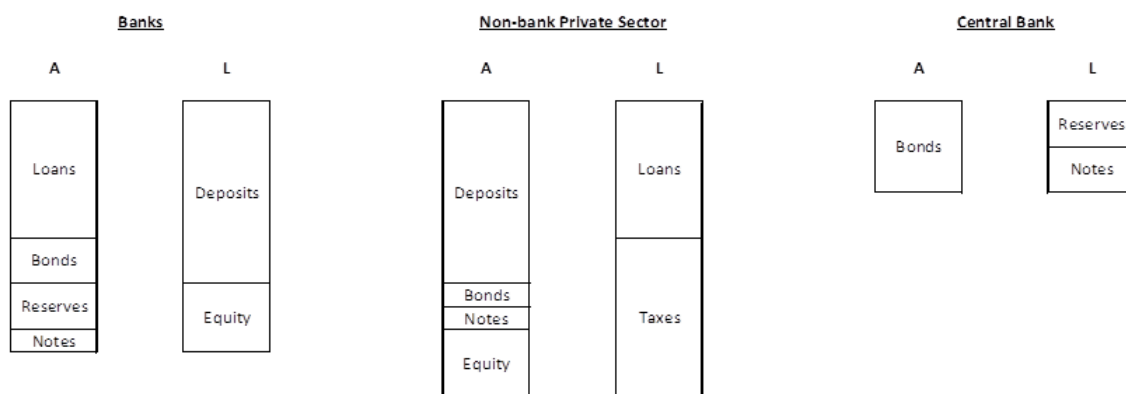 Banks
Non-bank Private Sector
Central Bank
A
L
A
L
A
L
Loans
Bonds
Reserves
Notes
Deposits
Equity
Deposits
Bonds
Notes
Equity
Loans
Taxes
Bonds
Reserves
Notes